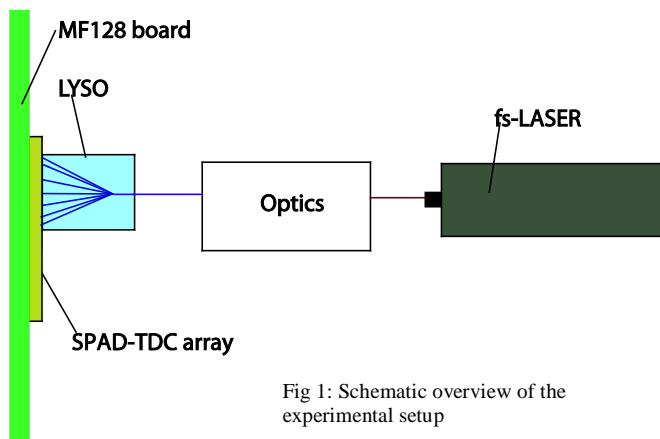 MF128 board
LYSO
fs-LASER
Optics
SPAD-TDC array
Fig 1: Schematic overview of the
experimental setup